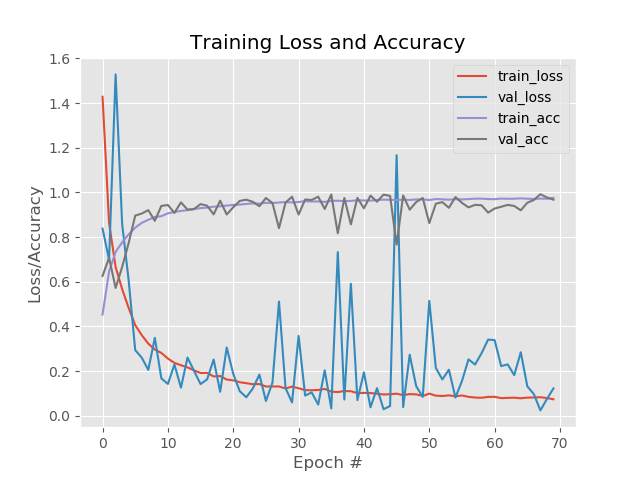 Training Loss and Accuracy
1.6
1.4
1.2
1.0
0.8
0.6
0.4
0.2
0.0
Loss/Accuracy
train_loss
val_loss
train_acc
val_acc
0 10 20 30 40 50 60 70
Epoch #